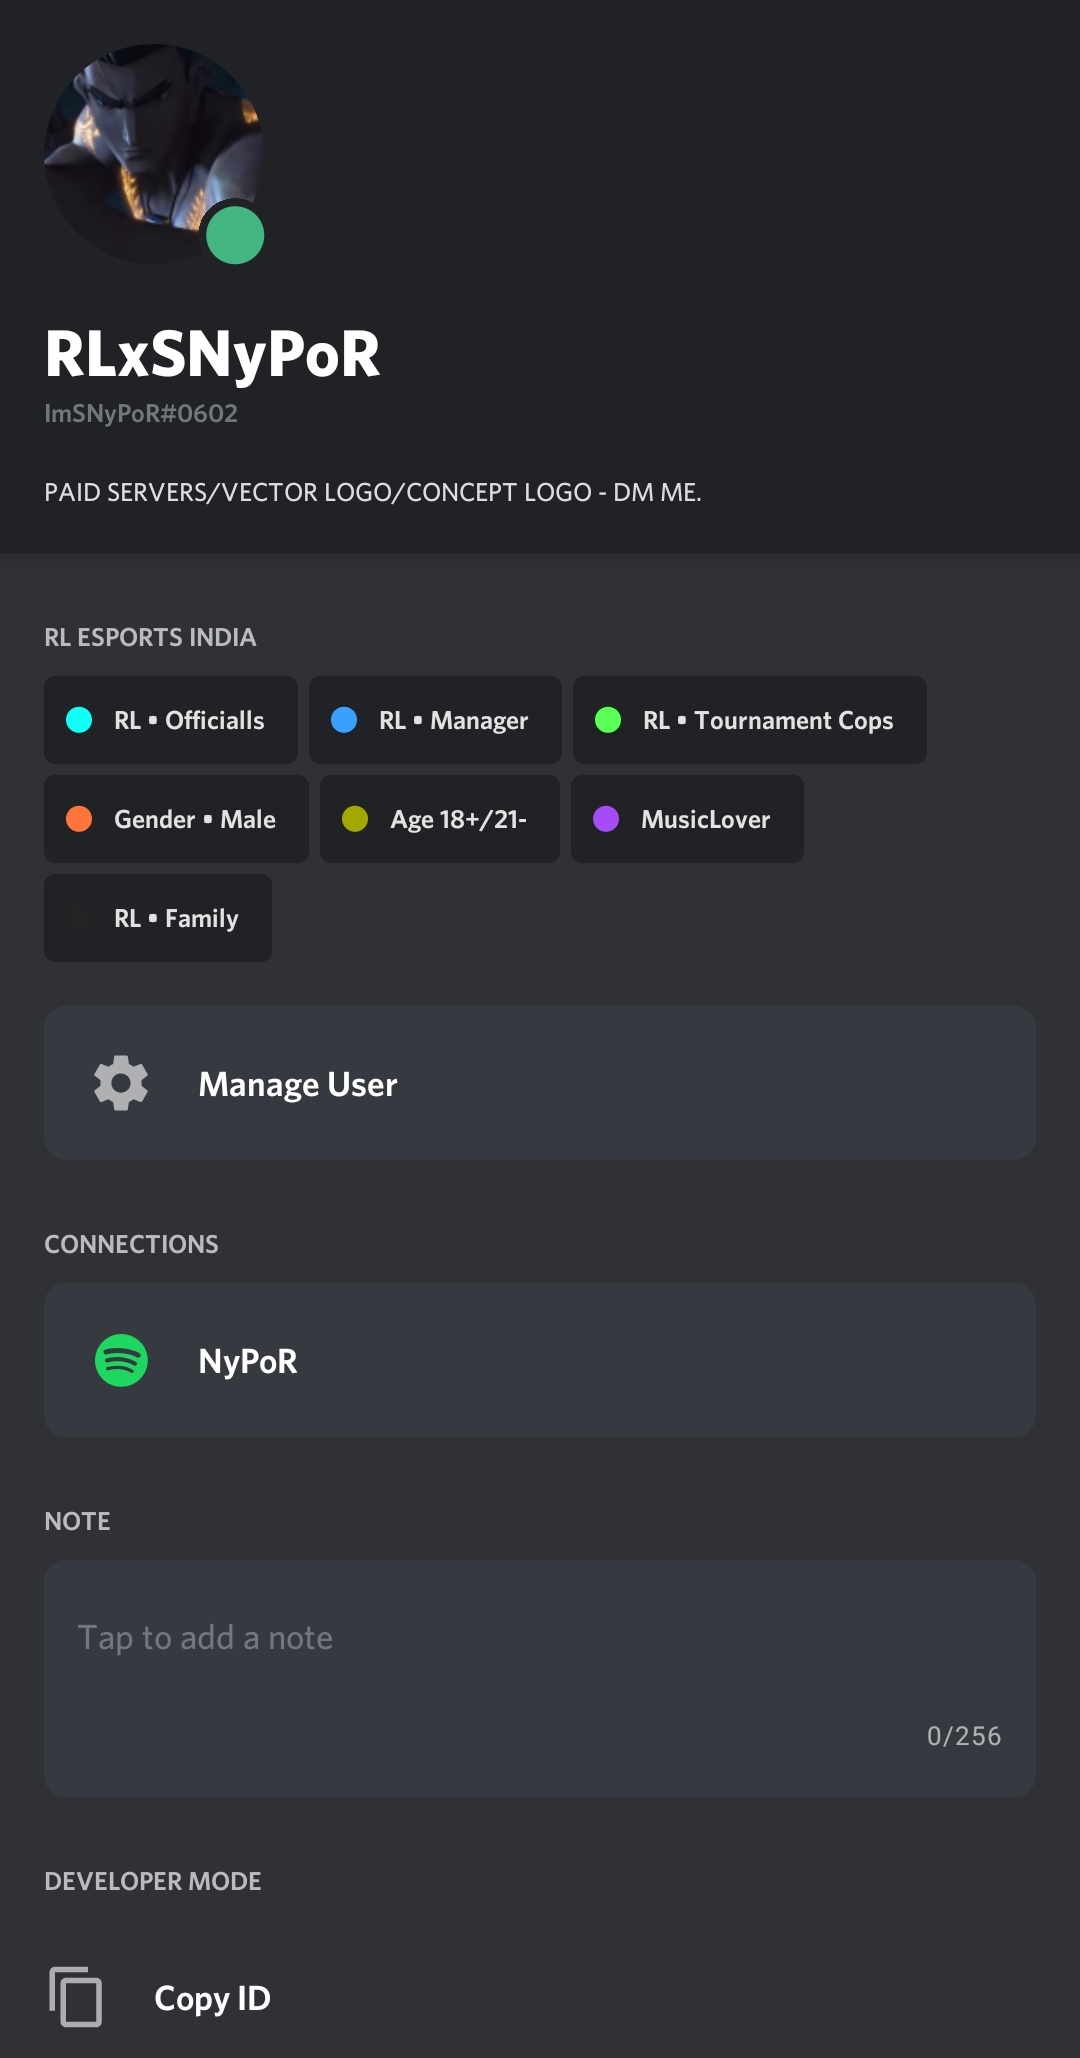 RLxSNyPoR
ImSNyPoR#0602
PAID SERVERS/VECTOR LOGO/CONCEPT LOGO - DM ME.
RL ESPORTS INDIA
RL • Officialls RL • Manager RL • Tournament Cops
Gender • Male Age 18+/21- MusicLover
RL • Family
Manage User
CONNECTIONS
NyPoR
NOTE
Tap to add a note
0/256
DEVELOPER MODE
Copy ID